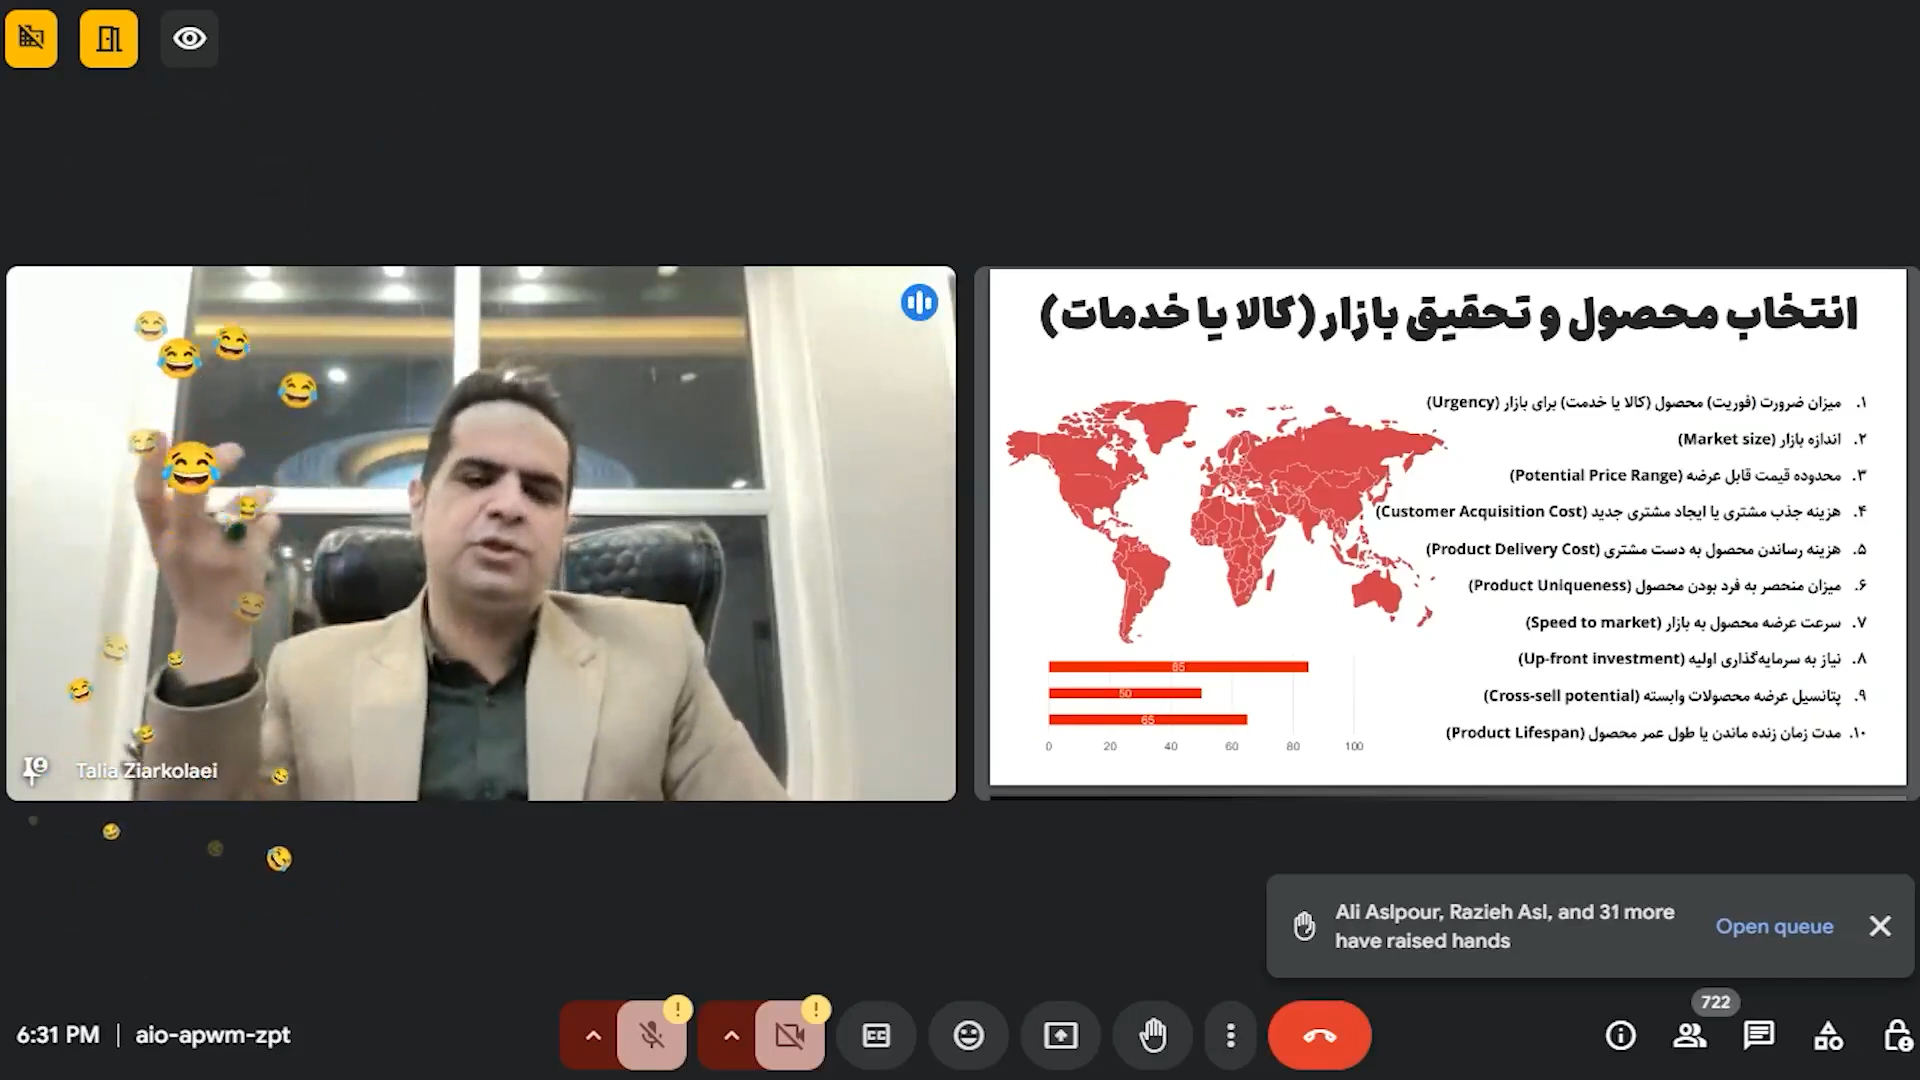 Talia Ziarkolaei
انتخاب محصول و تحقیق بازار (کالا یا خدمات)
۱. میزان ضرورت (فوریت) محصول (کالا یا خدمت) برای بازار (Urgency)
۲. اندازه بازار (Market size)
۳. محدوده قیمت قابل عرضه (Potential Price Range)
۴. هزینه جذب مشتری یا ایجاد مشتری جدید (Customer Acquisition Cost)
۵. هزینه رساندن محصول به دست مشتری (Product Delivery Cost)
۶. میزان منحصر به فرد بودن محصول (Product Uniqueness)
۷. سرعت عرضه محصول به بازار (Speed to market)
۸. نیاز به سرمایه‌گذاری اولیه (Up-front investment)
۹. پتانسیل عرضه محصولات وابسته (Cross-sell potential)
۱۰. مدت زمان زنده ماندن یا طول عمر محصول (Product Lifespan)
50
65
0 20 40 60 80 100
Ali Aslpour, Razieh Asl, and 31 more
have raised hands
Open queue
6:31 PM | aio-apwm-zpt
CC
722